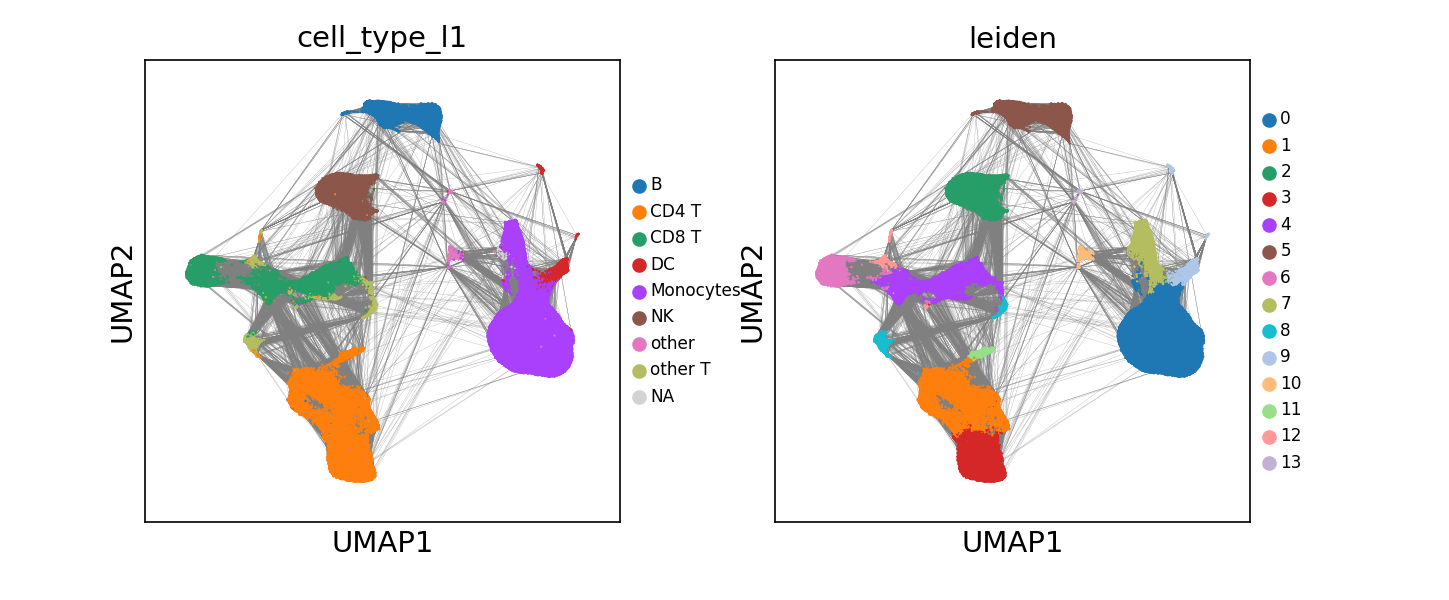 cell_type_l1
UMAP2
UMAP1
B
CD4 T
CD8 T
DC
Monocytes
NK
other
other T
NA
leiden
UMAP2
UMAP1
0
1
2
3
4
5
6
7
8
9
10
11
12
13